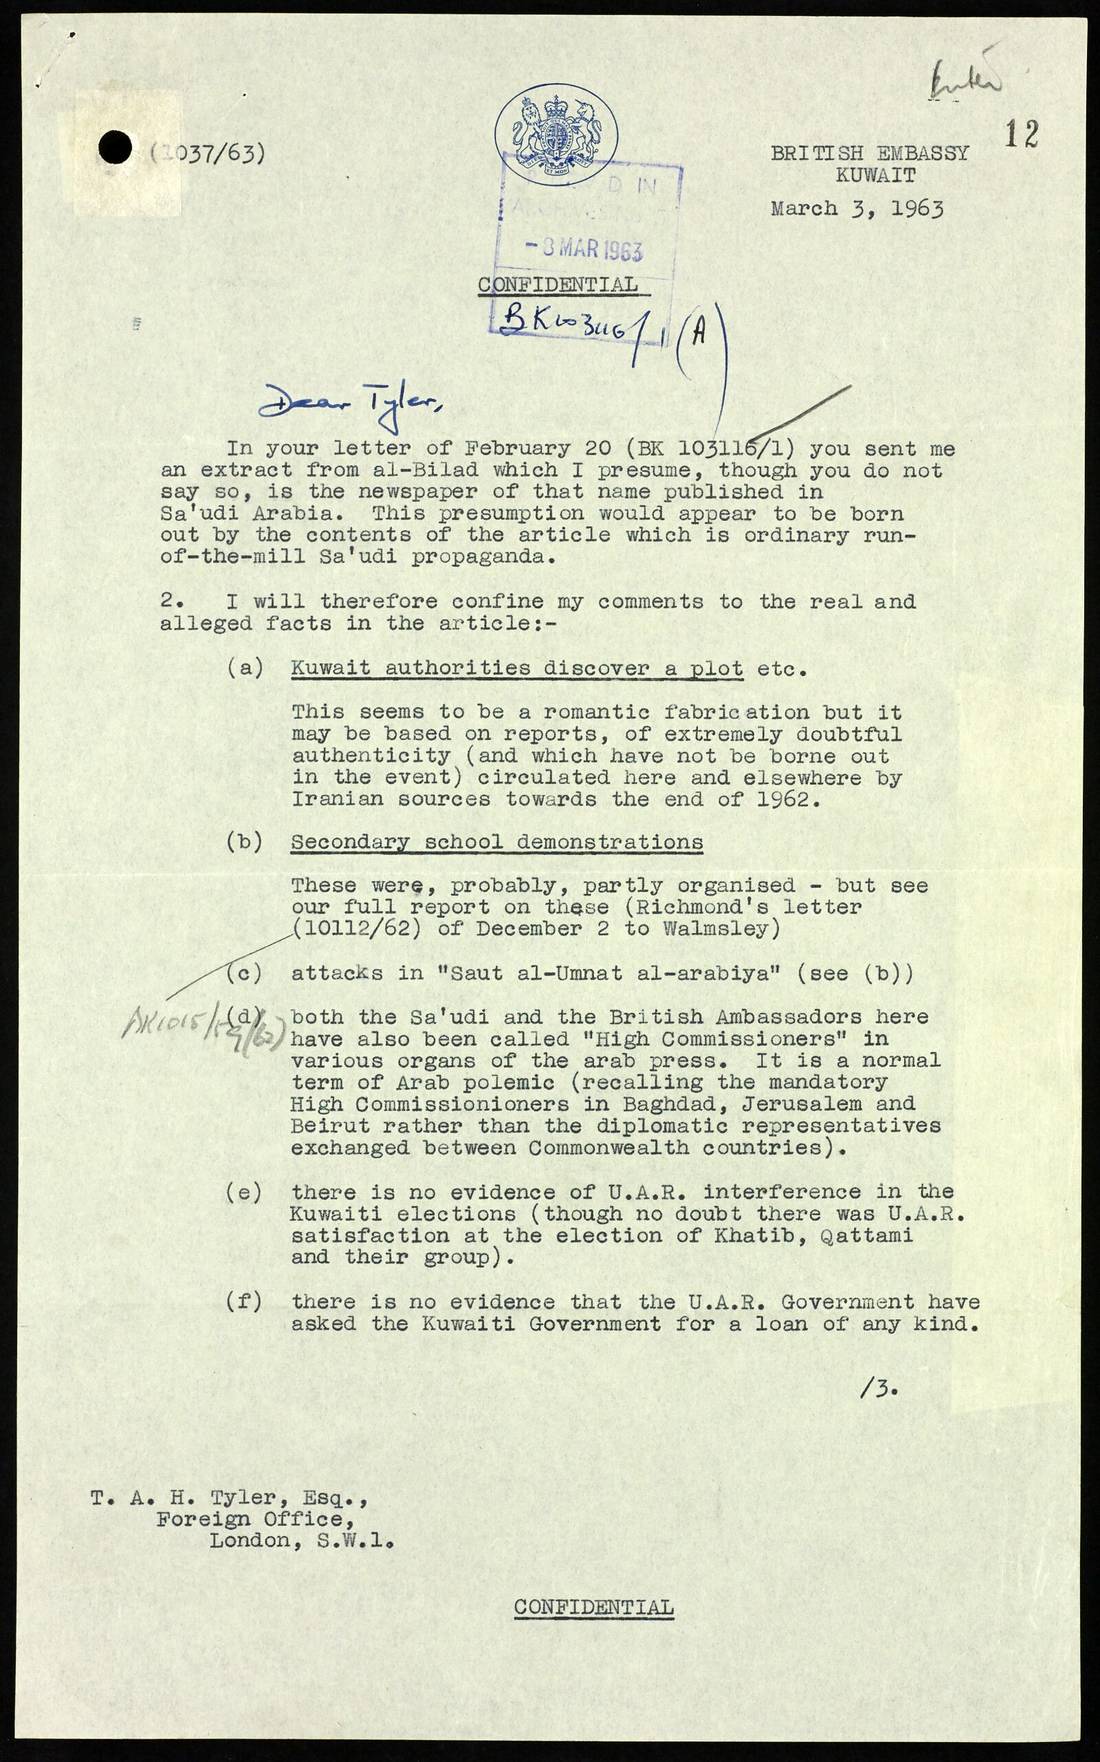 12
(1037/63)
BRITISH EMBASSY
KUWAIT
March 3, 1963
D IN
-8 MAR 1963
CONFIDENTIAL
BK103116/1(A)
Dear Tyler,
In your letter of February 20 (BK 103116/1) you sent me
an extract from al-Bilad which I presume, though you do not
say so, is the newspaper of that name published in
Sa'udi Arabia. This presumption would appear to be born
out by the contents of the article which is ordinary run-
of-the-mill Sa'udi propaganda.
2. I will therefore confine my comments to the real and
alleged facts in the article:-
(a) Kuwait authorities discover a plot etc.
This seems to be a romantic fabrication but it
may be based on reports, of extremely doubtful
authenticity (and which have not be borne out
in the event) circulated here and elsewhere by
Iranian sources towards the end of 1962.
(b) Secondary school demonstrations
These were, probably, partly organised - but see
our full report on these (Richmond's letter
(10112/62) of December 2 to Walmsley)
(c) attacks in "Saut al-Umnat al-arabiya" (see (b))
(d) both the Sa'udi and the British Ambassadors here
have also been called "High Commissioners" in
various organs of the arab press. It is a normal
term of Arab polemic (recalling the mandatory
High Commissionioners in Baghdad, Jerusalem and
Beirut rather than the diplomatic representatives
exchanged between Commonwealth countries).
(e) there is no evidence of U.A.R. interference in the
Kuwaiti elections (though no doubt there was U.A.R.
satisfaction at the election of Khatib, Qattami
and their group).
(f) there is no evidence that the U.A.R. Government have
asked the Kuwaiti Government for a loan of any kind.
/3.
T. A. H. Tyler, Esq.,
Foreign Office,
London, S.W.1.
CONFIDENTIAL